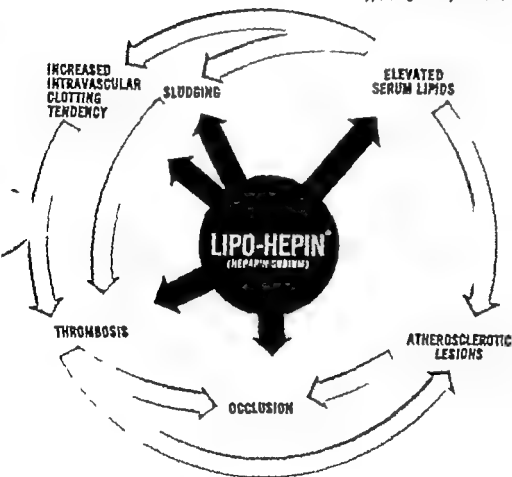 INCREASED
INTRAVASCULAR
CLOTTING
TENDENCY
SLUDGING
ELEVATED
SERUM LIPIDS
LIPO-HEPIN®
(HEPARIN SODIUM)
THROMBOSIS
ATHEROSCLEROTIC
LESIONS
OCCLUSION